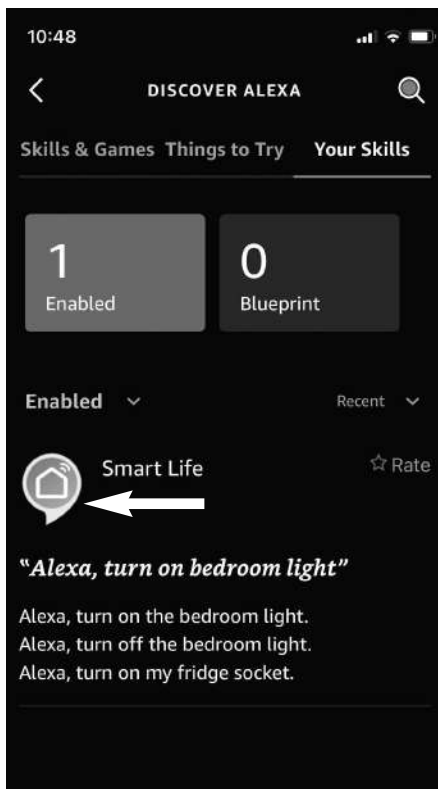 10:48
DISCOVER ALEXA
Skills & Games Things to Try Your Skills
1
Enabled
0
Blueprint
Enabled
Recent
Smart Life
Rate
“Alexa, turn on bedroom light”
Alexa, turn on the bedroom light.
Alexa, turn off the bedroom light.
Alexa, turn on my fridge socket.